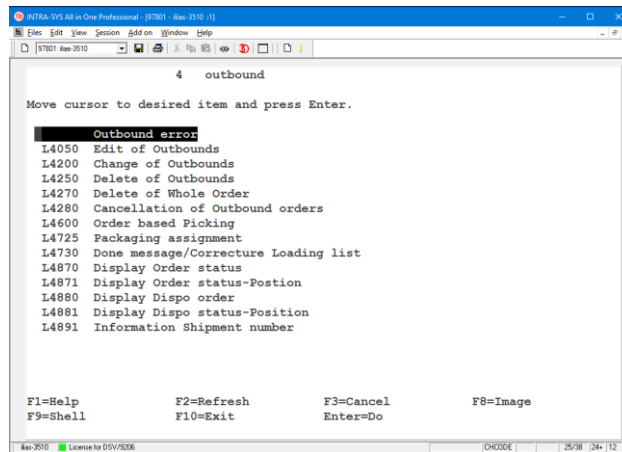 INTRA-SYS All in One Professional - [97801 - ilias-3510 :1]
Files Edit View Session Add on Window Help
97801: ilias-3510
4 outbound
Move cursor to desired item and press Enter.
Outbound error
L4050 Edit of Outbounds
L4200 Change of Outbounds
L4250 Delete of Outbounds
L4270 Delete of Whole Order
L4280 Cancellation of Outbound orders
L4600 Order based Picking
L4725 Packaging assignment
L4730 Done message/Correcture Loading list
L4870 Display Order status
L4871 Display Order status-Postion
L4880 Display Dispo order
L4881 Display Dispo status-Position
L4891 Information Shipment number
F1=Help F2=Refresh F3=Cancel F8=Image
F9=Shell F10=Exit Enter=Do
ilias-3510 License for DSV/9206 CHCODE 25/38 24+ 12